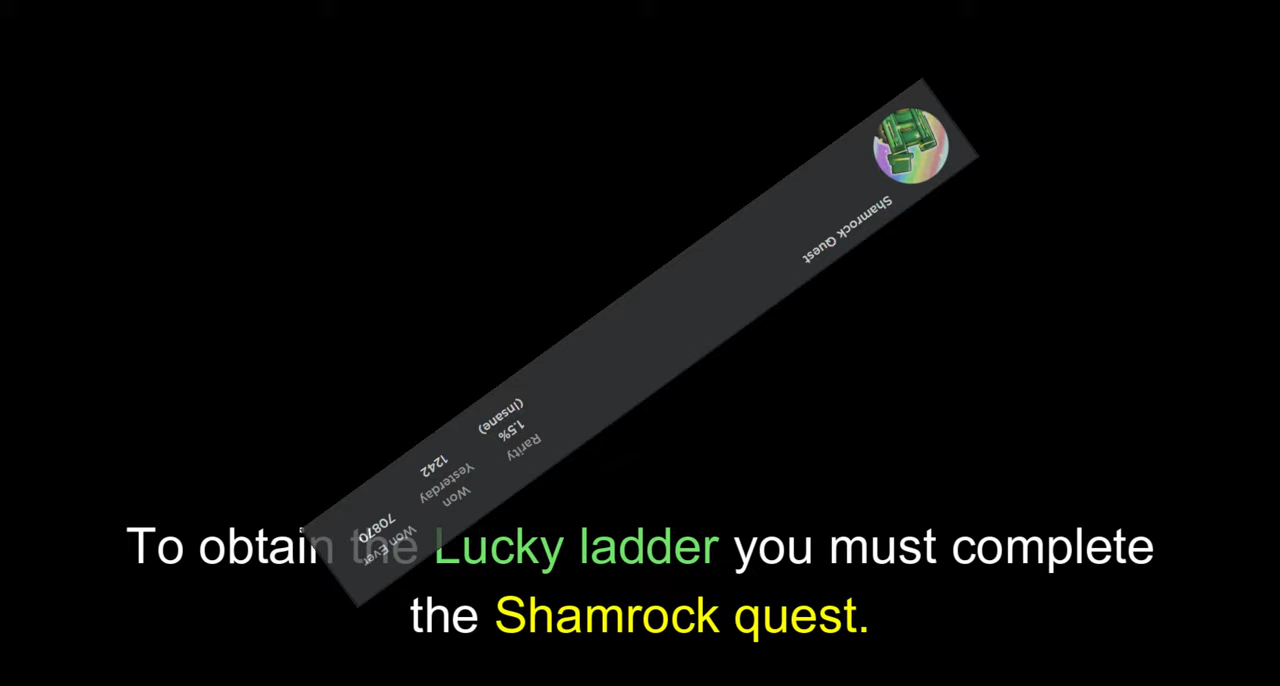 Shamrock Quest
Rarity
1.5%
(Insane)
Won
Yesterday
1242
Won Ever
70870
To obtain the Lucky ladder you must complete
the Shamrock quest.